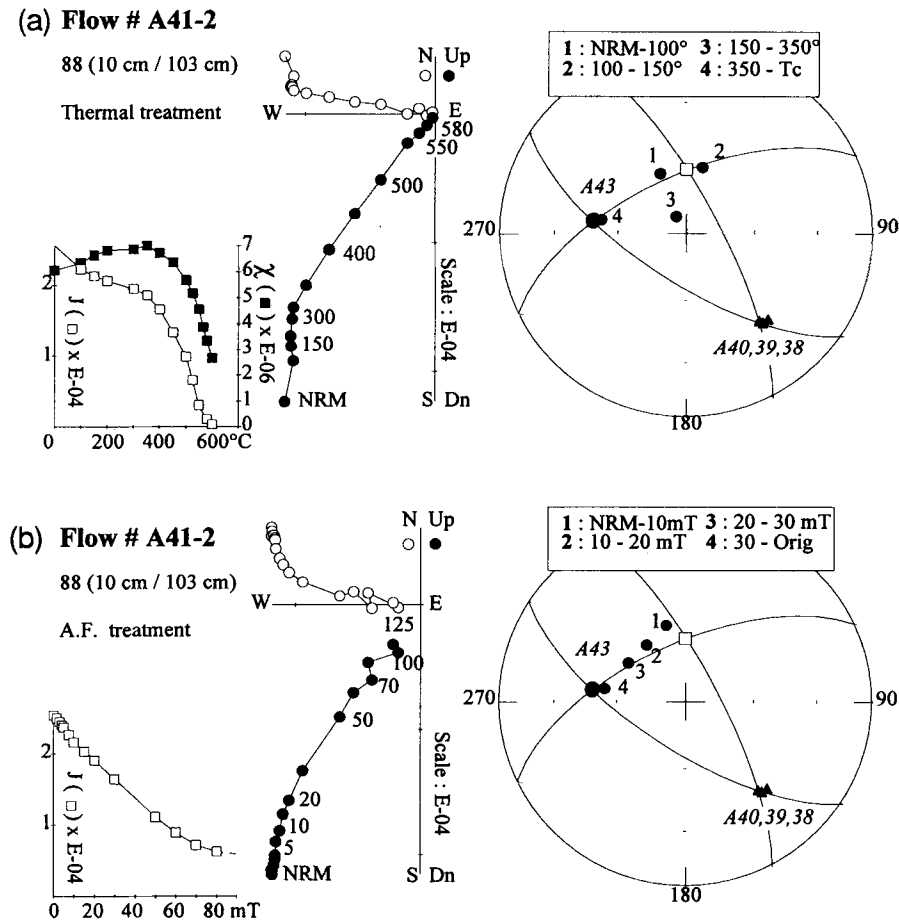 (a) Flow # A41-2
88 (10 cm / 103 cm)
Thermal treatment
N Up
W E
580
550
500
400
300
150
NRM
S Dn
Scale : E-04
2
1
J ( □ ) x E-04
7
6
5
4
3
2
1
0
χ ( ■ ) x E-06
0 200 400 600°C
1 : NRM-100° 3 : 150 - 350°
2 : 100 - 150° 4 : 350 - Tc
1 2
A43
4 3
270 90
A40,39,38
180
(b) Flow # A41-2
88 (10 cm / 103 cm)
A.F. treatment
N Up
W E
125
100
70
50
20
10
5
NRM
S Dn
Scale : E-04
2
1
J ( □ ) x E-04
0 20 40 60 80 mT
1 : NRM-10mT 3 : 20 - 30 mT
2 : 10 - 20 mT 4 : 30 - Orig
1
A43 2
3
4
270 90
A40,39,38
180